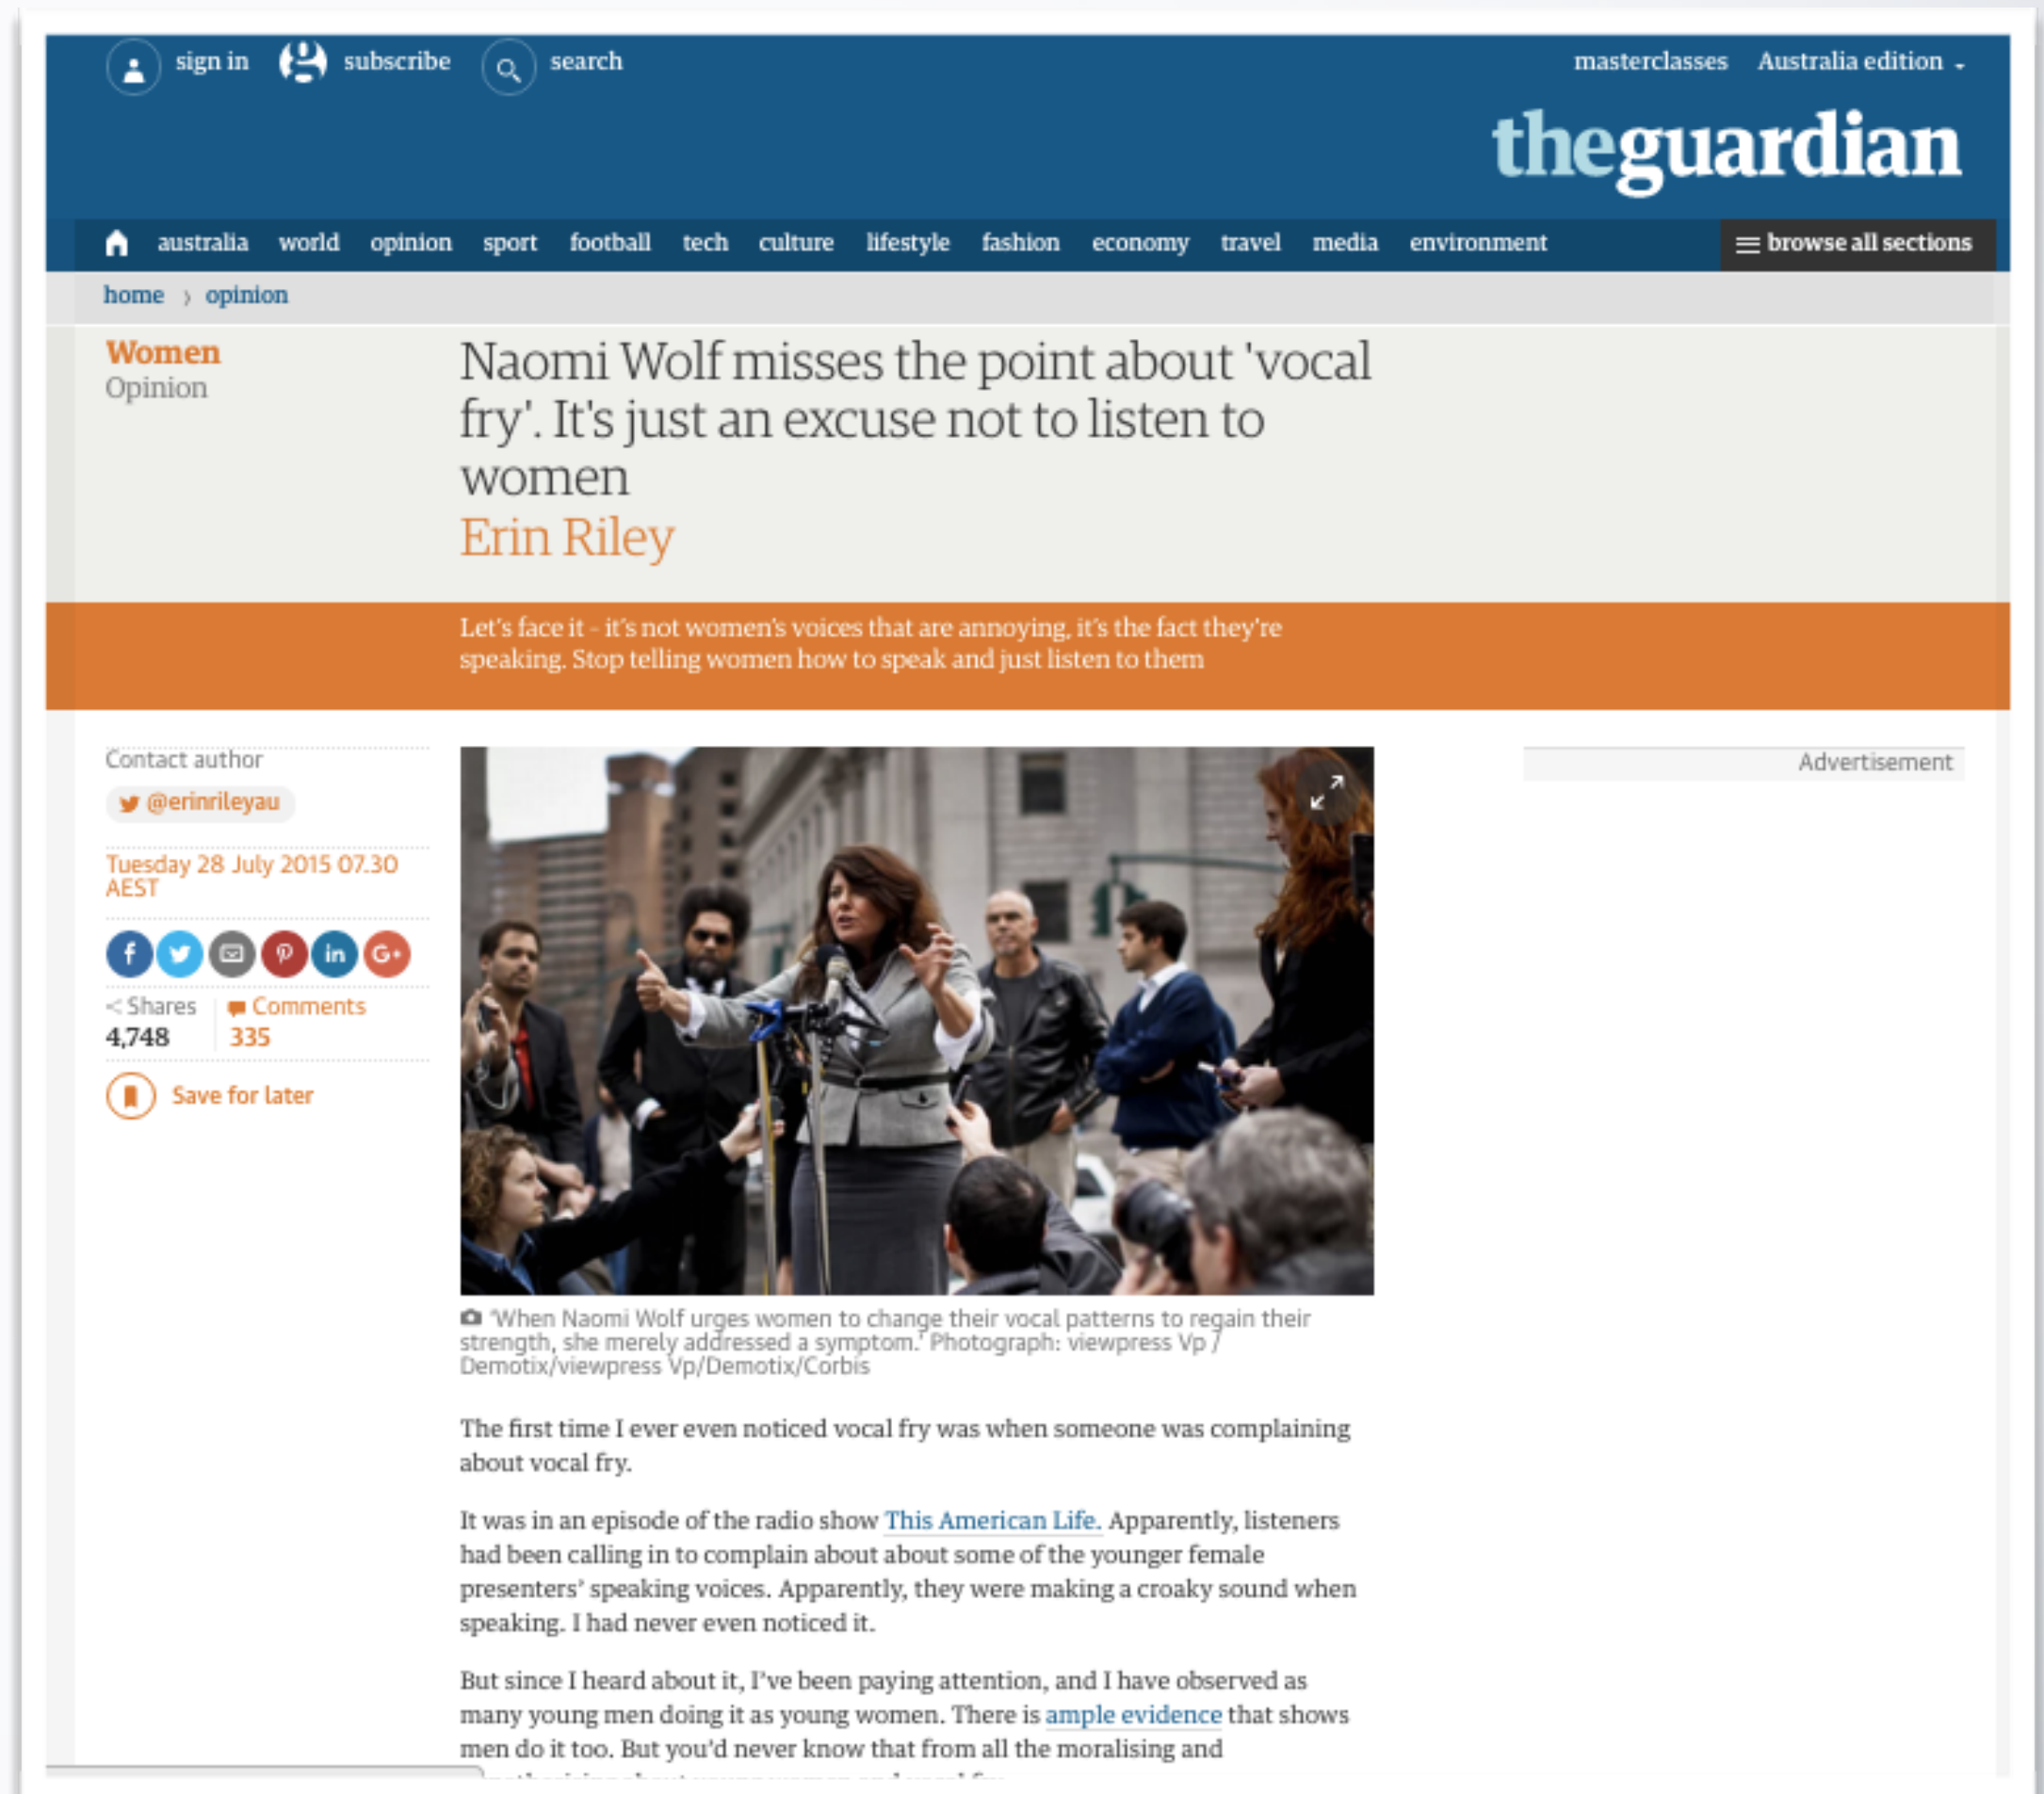 sign in
subscribe
search
masterclasses
Australia edition
theguardian
australia
world
opinion
sport
football
tech
culture
lifestyle
fashion
economy
travel
media
environment
browse all sections
home › opinion
Women
Opinion
Naomi Wolf misses the point about 'vocal
fry'. It's just an excuse not to listen to
women
Erin Riley
Let's face it - it's not women's voices that are annoying, it's the fact they're
speaking. Stop telling women how to speak and just listen to them
Contact author
@erinrileyau
Tuesday 28 July 2015 07.30
AEST
Shares
4,748
Comments
335
Save for later
Advertisement
'When Naomi Wolf urges women to change their vocal patterns to regain their
strength, she merely addressed a symptom.' Photograph: viewpress Vp /
Demotix/viewpress Vp/Demotix/Corbis
The first time I ever even noticed vocal fry was when someone was complaining
about vocal fry.
It was in an episode of the radio show This American Life. Apparently, listeners
had been calling in to complain about about some of the younger female
presenters' speaking voices. Apparently, they were making a croaky sound when
speaking. I had never even noticed it.
But since I heard about it, I've been paying attention, and I have observed as
many young men doing it as young women. There is ample evidence that shows
men do it too. But you'd never know that from all the moralising and